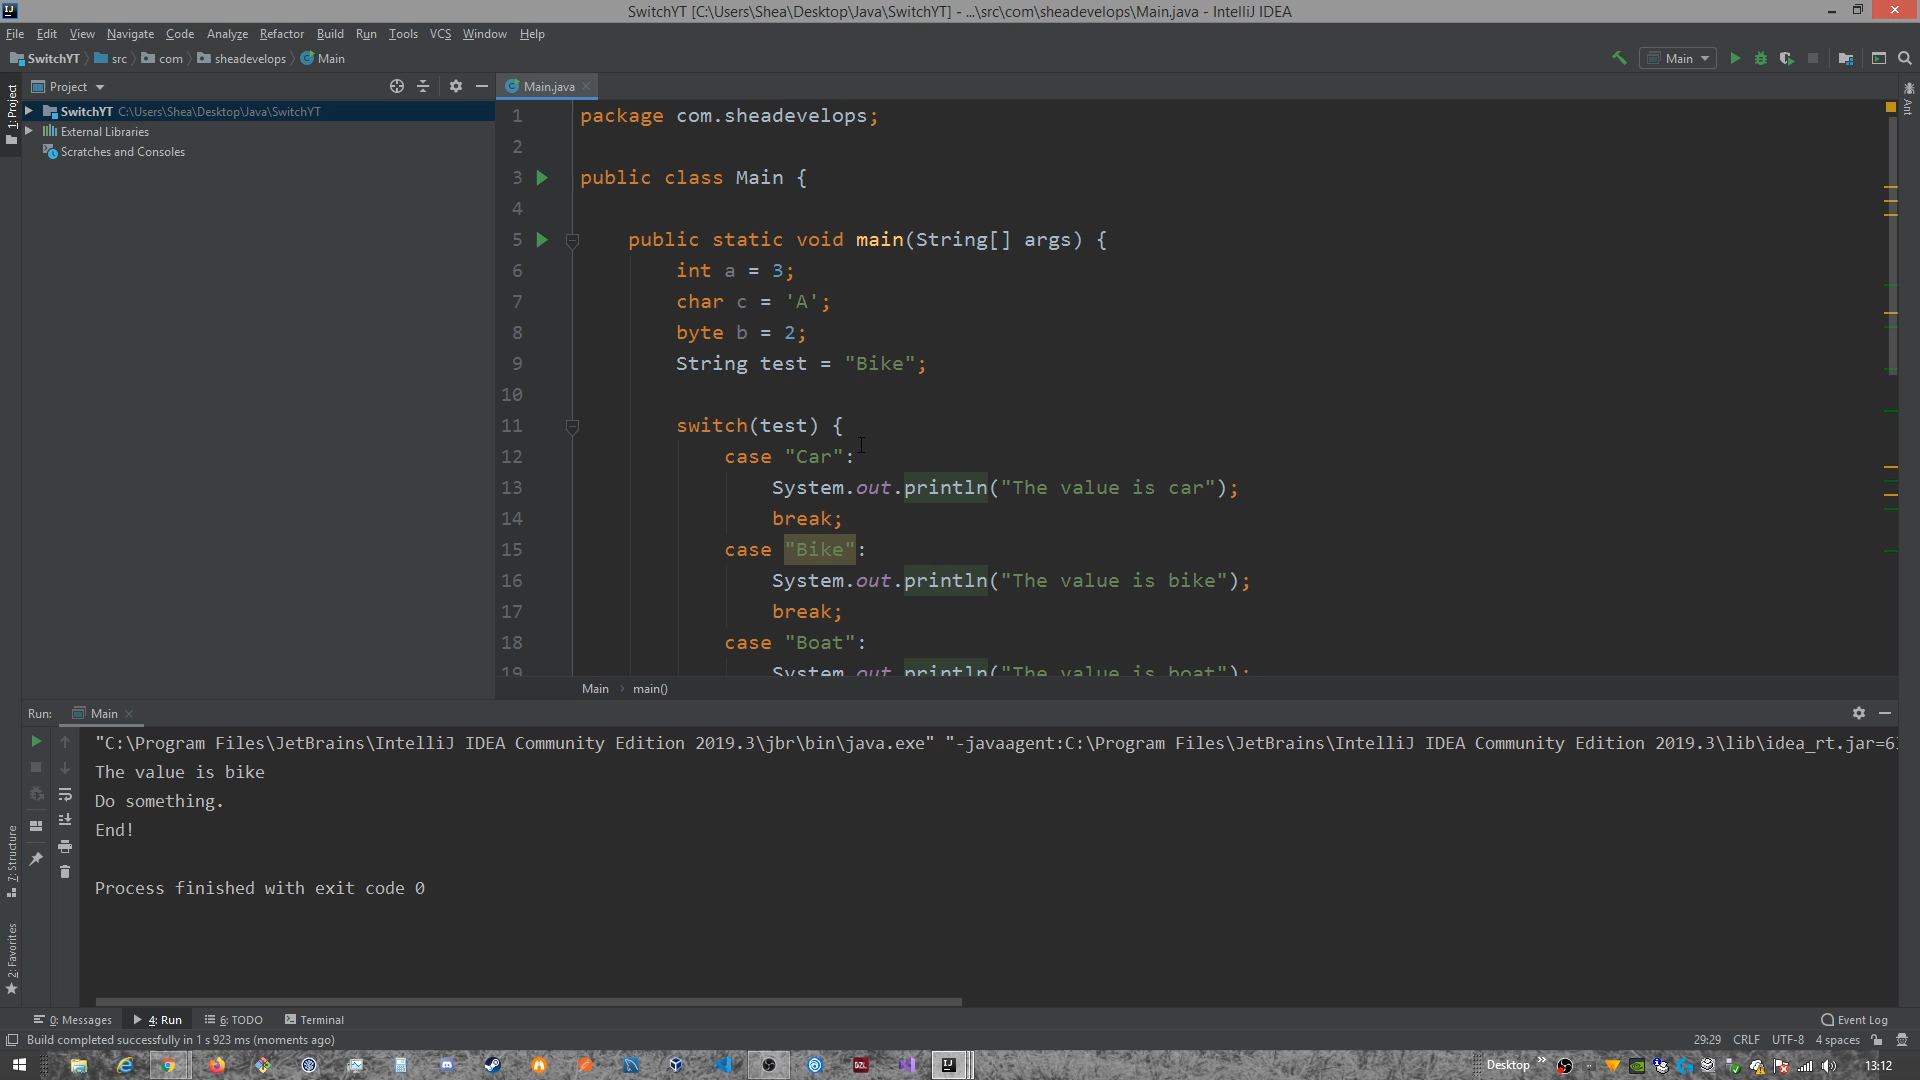 SwitchYT [C:\Users\Shea\Desktop\Java\SwitchYT] - ...\src\com\sheadevelops\Main.java - IntelliJ IDEA
File Edit View Navigate Code Analyze Refactor Build Run Tools VCS Window Help
SwitchYT src com sheadevelops Main
Main
Project
Main.java
1: Project
Ant
SwitchYT C:\Users\Shea\Desktop\Java\SwitchYT
External Libraries
Scratches and Consoles
1 package com.sheadevelops;
2
3 public class Main {
4
5 public static void main(String[] args) {
6 int a = 3;
7 char c = 'A';
8 byte b = 2;
9 String test = "Bike";
10
11 switch(test) {
12 case "Car":
13 System.out.println("The value is car");
14 break;
15 case "Bike":
16 System.out.println("The value is bike");
17 break;
18 case "Boat":
19 System.out.println("The value is boat");
Main main()
Run: Main
"C:\Program Files\JetBrains\IntelliJ IDEA Community Edition 2019.3\jbr\bin\java.exe" "-javaagent:C:\Program Files\JetBrains\IntelliJ IDEA Community Edition 2019.3\lib\idea_rt.jar=6
The value is bike
Do something.
End!
Process finished with exit code 0
7: Structure
2: Favorites
0: Messages 4: Run 6: TODO Terminal
Event Log
Build completed successfully in 1 s 923 ms (moments ago)
29:29 CRLF UTF-8 4 spaces
Desktop
13:12